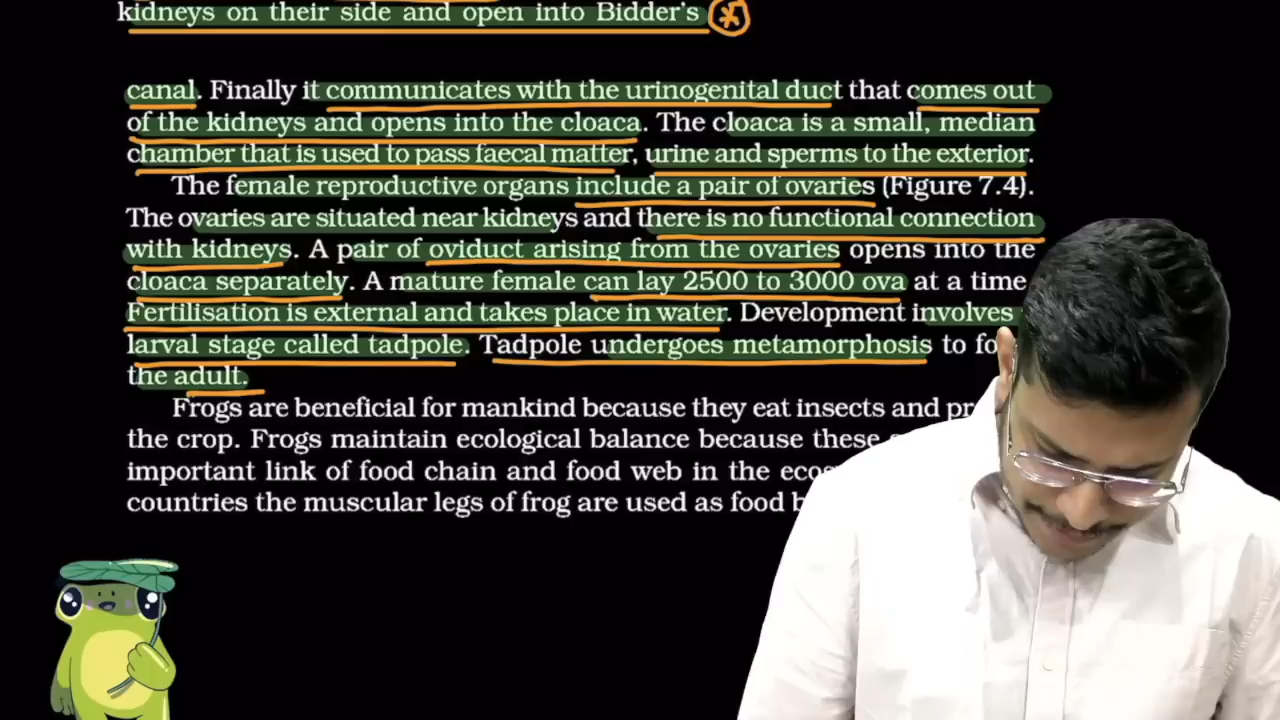 kidneys on their side and open into Bidder's
canal. Finally it communicates with the urinogenital duct that comes out
of the kidneys and opens into the cloaca. The cloaca is a small, median
chamber that is used to pass faecal matter, urine and sperms to the exterior.
The female reproductive organs include a pair of ovaries (Figure 7.4).
The ovaries are situated near kidneys and there is no functional connection
with kidneys. A pair of oviduct arising from the ovaries opens into the
cloaca separately. A mature female can lay 2500 to 3000 ova at a time
Fertilisation is external and takes place in water. Development involves
larval stage called tadpole. Tadpole undergoes metamorphosis to
the adult.
Frogs are beneficial for mankind because they eat insects and
the crop. Frogs maintain ecological balance because these
important link of food chain and food web in the
countries the muscular legs of frog are used as food